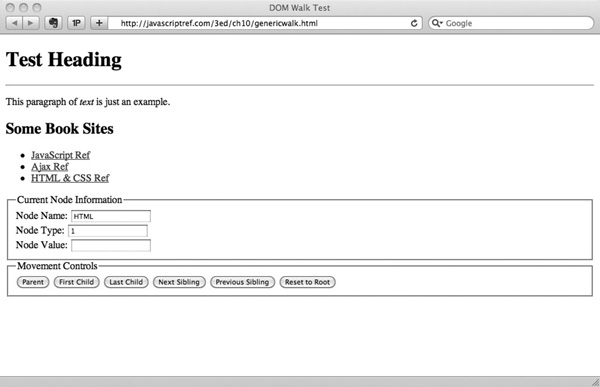 DOM Walk Test
1P + http://javascriptref.com/3ed/ch10/genericwalk.html Google
Test Heading
This paragraph of text is just an example.
Some Book Sites
• JavaScript Ref
• Ajax Ref
• HTML & CSS Ref
Current Node Information
Node Name: HTML
Node Type: 1
Node Value:
Movement Controls
Parent First Child Last Child Next Sibling Previous Sibling Reset to Root